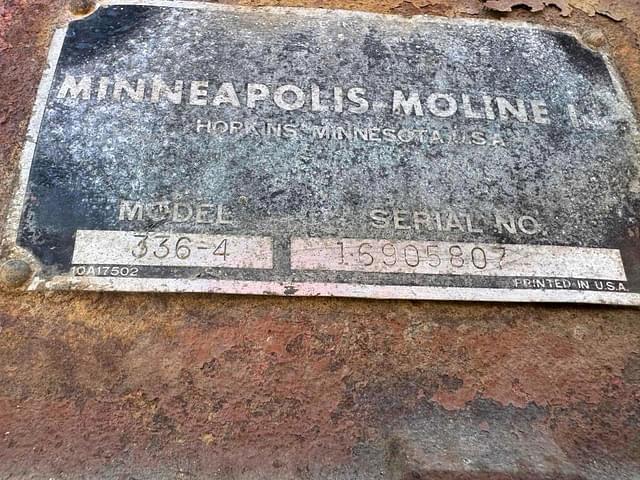 MINNEAPOLIS-MOLINE
HOPKINS, MINNESOTA, U.S.A.
MODEL SERIAL NO.
336-4 16905807
10A17502 PRINTED IN U.S.A.